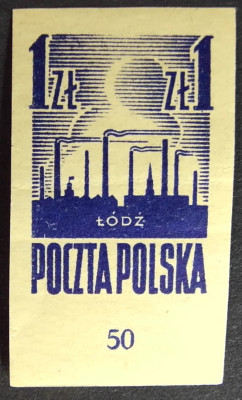 1 ZŁ ZŁ 1
ŁÓDŹ
POCZTA POLSKA
50